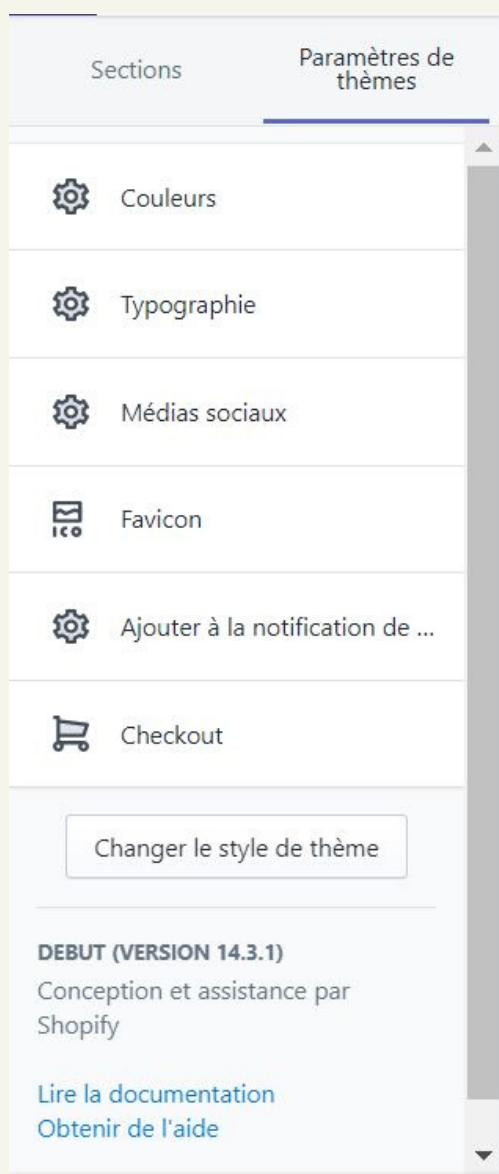 Sections
Paramètres de
thèmes
Couleurs
Typographie
Médias sociaux
ICO
Favicon
Ajouter à la notification de ...
Checkout
Changer le style de thème
DEBUT (VERSION 14.3.1)
Conception et assistance par
Shopify
Lire la documentation
Obtenir de l'aide